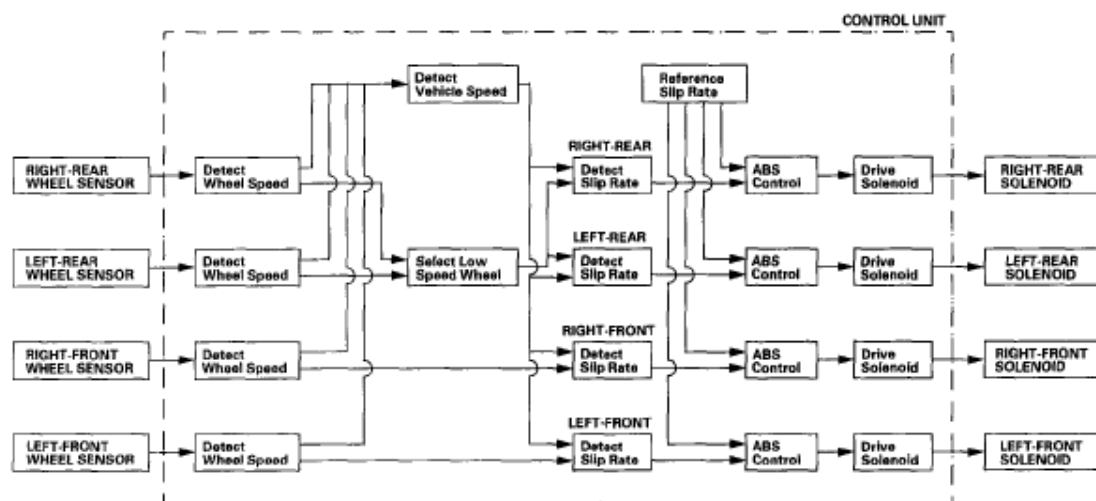 CONTROL UNIT
Detect
Vehicle Speed
Reference
Slip Rate
RIGHT-REAR
WHEEL SENSOR
Detect
Wheel Speed
RIGHT-REAR
Detect
Slip Rate
ABS
Control
Drive
Solenoid
RIGHT-REAR
SOLENOID
LEFT-REAR
WHEEL SENSOR
Detect
Wheel Speed
Select Low
Speed Wheel
LEFT-REAR
Detect
Slip Rate
ABS
Control
Drive
Solenoid
LEFT-REAR
SOLENOID
RIGHT-FRONT
WHEEL SENSOR
Detect
Wheel Speed
RIGHT-FRONT
Detect
Slip Rate
ABS
Control
Drive
Solenoid
RIGHT-FRONT
SOLENOID
LEFT-FRONT
WHEEL SENSOR
Detect
Wheel Speed
LEFT-FRONT
Detect
Slip Rate
ABS
Control
Drive
Solenoid
LEFT-FRONT
SOLENOID